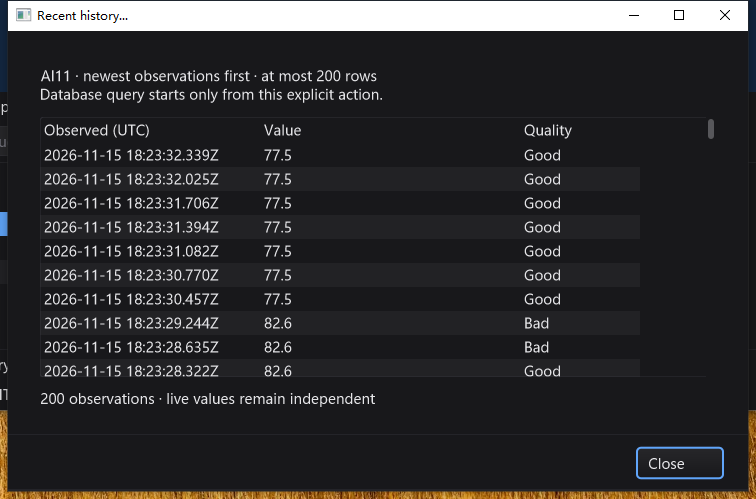 Recent history...
AI11 · newest observations first · at most 200 rows
Database query starts only from this explicit action.
Observed (UTC) Value Quality
2026-11-15 18:23:32.339Z 77.5 Good
2026-11-15 18:23:32.025Z 77.5 Good
2026-11-15 18:23:31.706Z 77.5 Good
2026-11-15 18:23:31.394Z 77.5 Good
2026-11-15 18:23:31.082Z 77.5 Good
2026-11-15 18:23:30.770Z 77.5 Good
2026-11-15 18:23:30.457Z 77.5 Good
2026-11-15 18:23:29.244Z 82.6 Bad
2026-11-15 18:23:28.635Z 82.6 Bad
2026-11-15 18:23:28.322Z 82.6 Good
200 observations · live values remain independent
Close